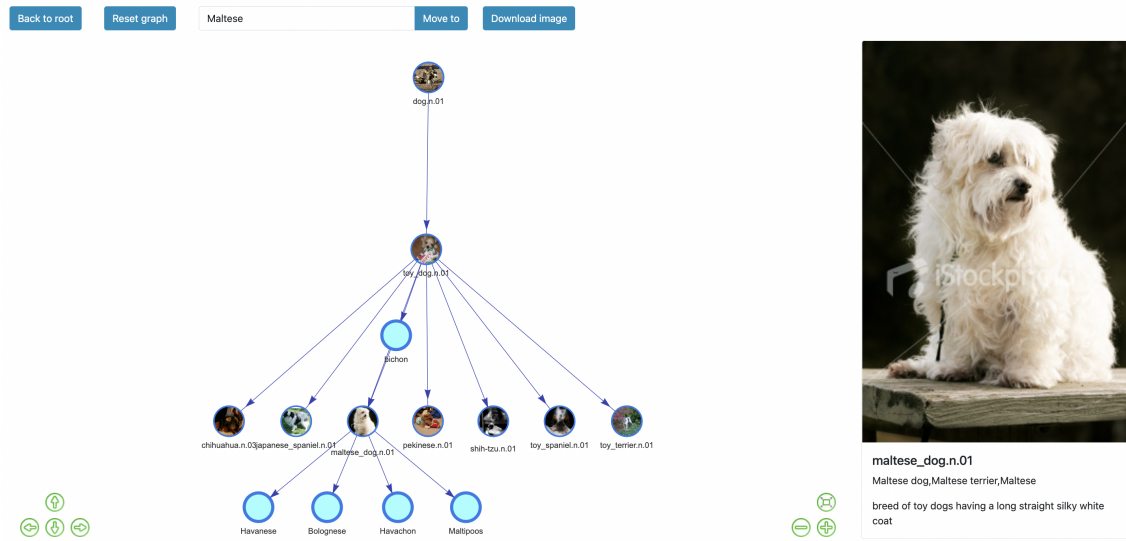 Back to root
Reset graph
Maltese
Move to
Download image
dog.n.01
toy_dog.n.01
bichon
chihuahua.n.03
japanese_spaniel.n.01
maltese_dog.n.01
pekinese.n.01
shih-tzu.n.01
toy_spaniel.n.01
toy_terrier.n.01
Havanese
Bolognese
Havachon
Maltipoos
maltese_dog.n.01
Maltese dog,Maltese terrier,Maltese
breed of toy dogs having a long straight silky white
coat